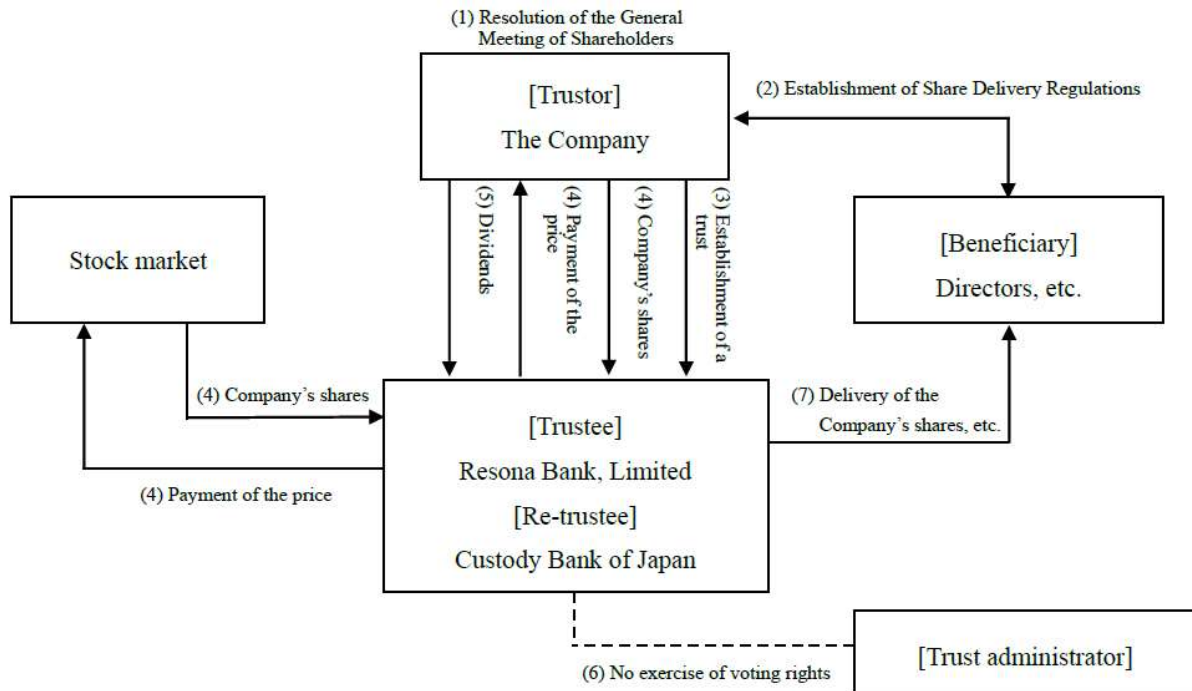 (1) Resolution of the General
Meeting of Shareholders
[Trustor]
The Company
(2) Establishment of Share Delivery Regulations
(5) Dividends
(4) Payment of the
price
(4) Company's shares
(3) Establishment of a
trust
Stock market
[Beneficiary]
Directors, etc.
(4) Company's shares
(7) Delivery of the
Company's shares, etc.
[Trustee]
Resona Bank, Limited
[Re-trustee]
Custody Bank of Japan
(4) Payment of the price
(6) No exercise of voting rights
[Trust administrator]